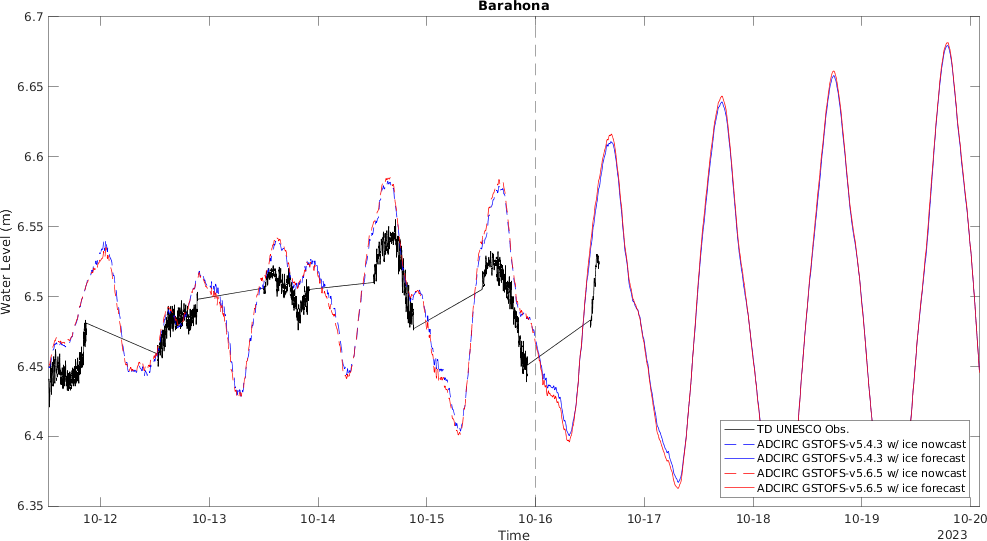 Barahona
6.7
6.65
6.6
6.55
6.5
6.45
6.4
6.35
Water Level (m)
10-12
10-13
10-14
10-15
10-16
10-17
10-18
10-19
10-20
Time
2023
TD UNESCO Obs.
ADCIRC GSTOFS-v5.4.3 w/ ice nowcast
ADCIRC GSTOFS-v5.4.3 w/ ice forecast
ADCIRC GSTOFS-v5.6.5 w/ ice nowcast
ADCIRC GSTOFS-v5.6.5 w/ ice forecast